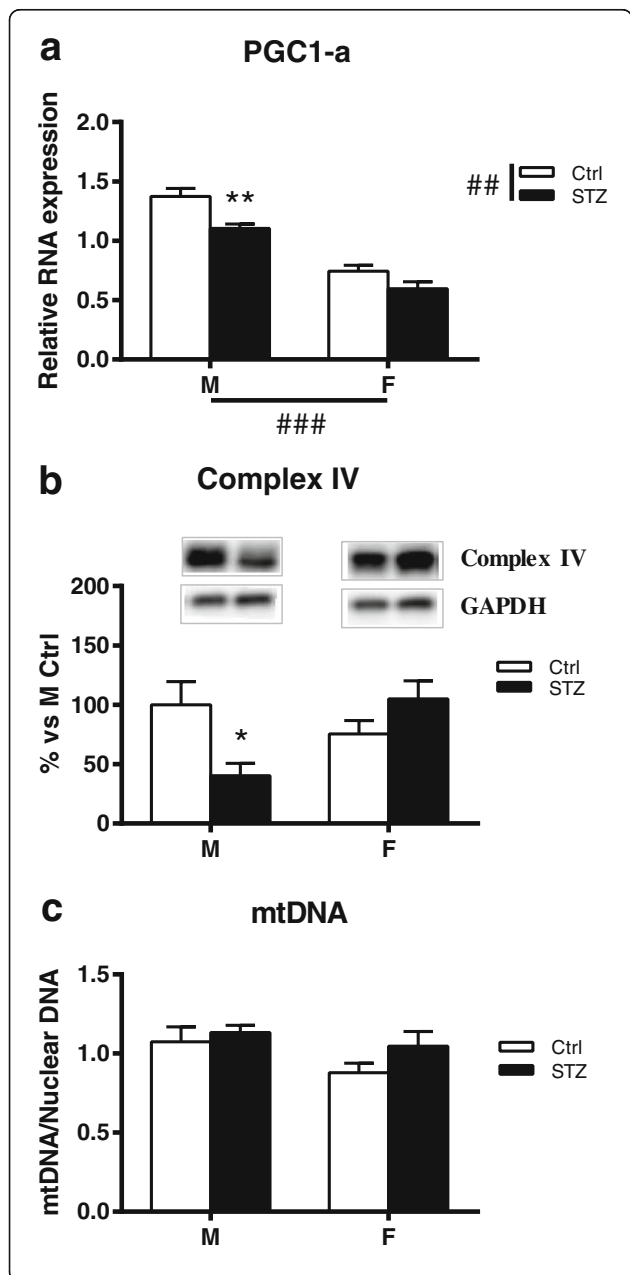 a
PGC1-a
Relative RNA expression
2.0
1.5
1.0
0.5
0.0
**
##
Ctrl
STZ
M
F
###
b
Complex IV
Complex IV
GAPDH
% vs M Ctrl
200
150
100
50
0
*
Ctrl
STZ
M
F
c
mtDNA
mtDNA/Nuclear DNA
1.5
1.0
0.5
0.0
Ctrl
STZ
M
F